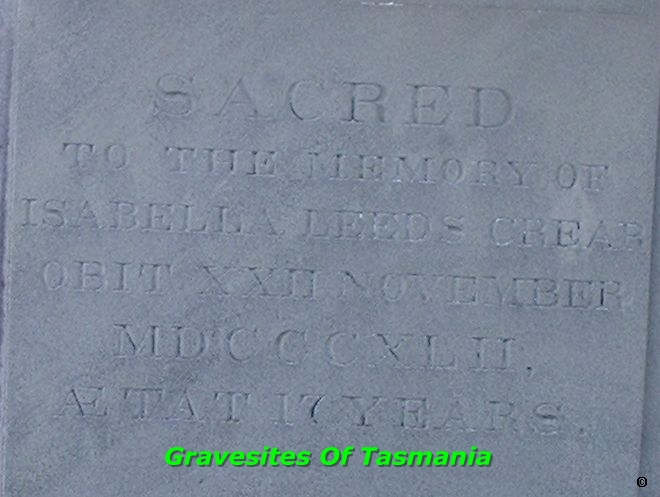 SACRED
TO THE MEMORY OF
ISABELLA LEEDS CREAR
OBIT XXII NOVEMBER
MDCCCXLII,
ÆTAT 17 YEARS.
Gravesites Of Tasmania
©